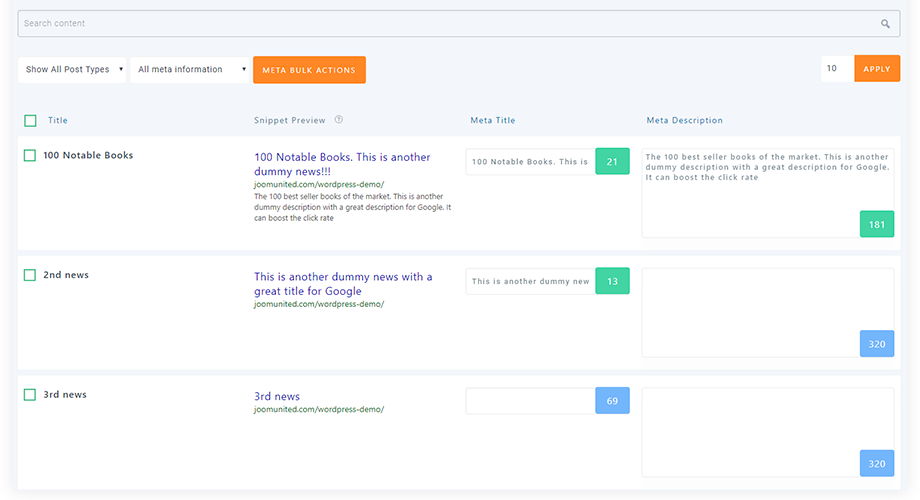 Search content
Show All Post Types
All meta information
META BULK ACTIONS
10
APPLY
Title
Snippet Preview
Meta Title
Meta Description
100 Notable Books
100 Notable Books. This is another
dummy news!!!
joomunited.com/wordpress-demo/
The 100 best seller books of the market. This is another
dummy description with a great description for Google. It
can boost the click rate
100 Notable Books. This is
21
The 100 best seller books of the market. This is another
dummy description with a great description for Google.
It can boost the click rate
181
2nd news
This is another dummy news with a
great title for Google
joomunited.com/wordpress-demo/
This is another dummy new
13
320
3rd news
3rd news
joomunited.com/wordpress-demo/
69
320